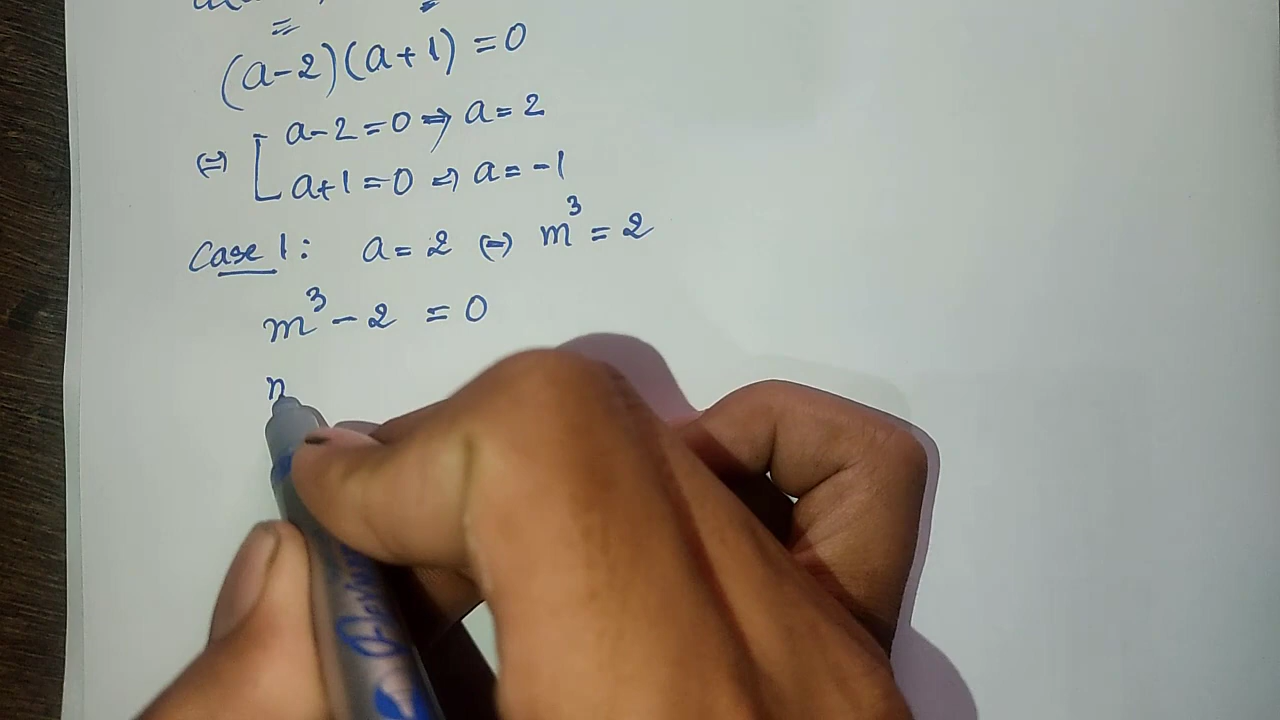 (a-2)(a+1) = 0
⇔ [ a-2=0 ⇒ a=2
a+1=0 ⇒ a=-1
Case 1: a=2 ⇔ m³ = 2
m³ - 2 = 0